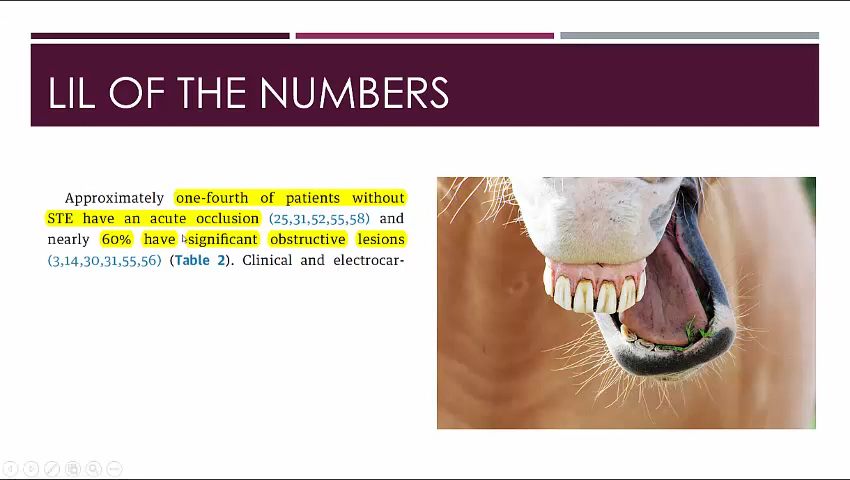 LIL OF THE NUMBERS
Approximately one-fourth of patients without
STE have an acute occlusion (25,31,52,55,58) and
nearly 60% have significant obstructive lesions
(3,14,30,31,55,56) (Table 2). Clinical and electrocar-